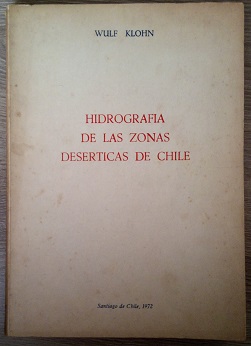 WULF KLOHN
HIDROGRAFIA
DE LAS ZONAS
DESERTICAS DE CHILE
Santiago de Chile, 1972